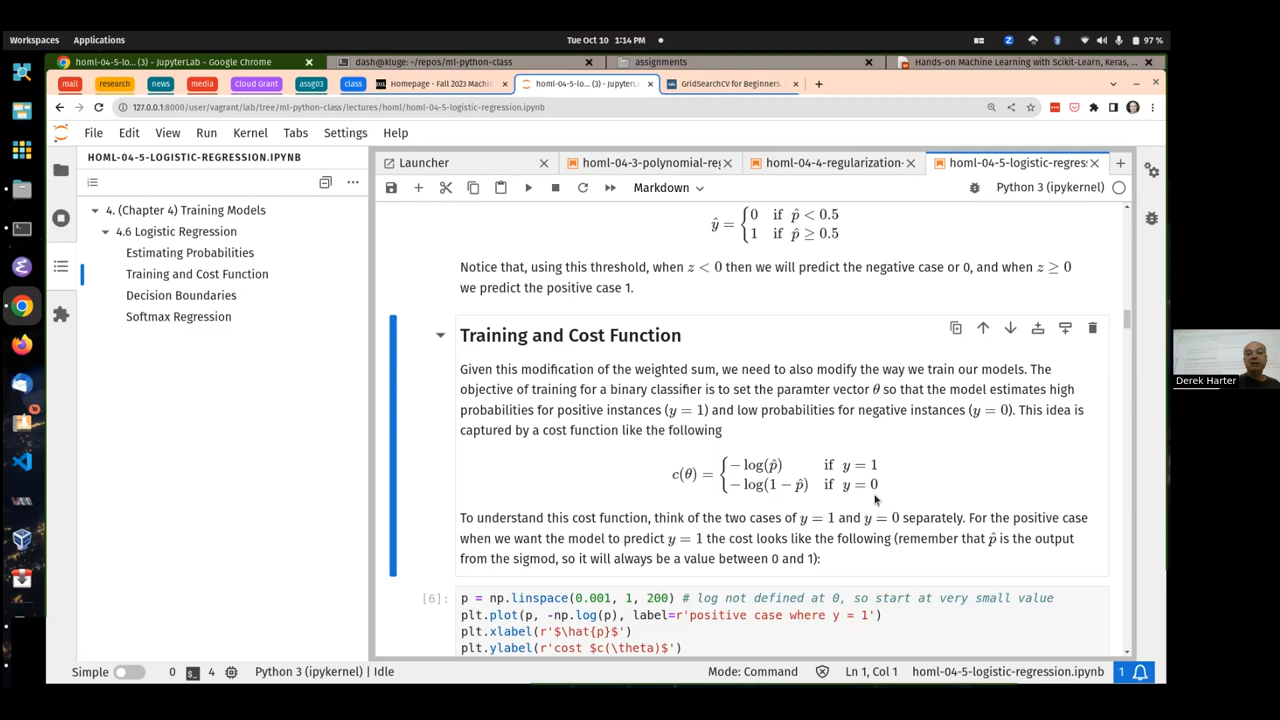 Workspaces Applications Tue Oct 10 1:14 PM 97 %
homl-04-5-lo... (3) - JupyterLab - Google Chrome
dash@kluge: ~/repos/ml-python-class
assignments
Hands-on Machine Learning with Scikit-Learn, Keras, ...
mail research news media Cloud Grant assg03 class
Homepage - Fall 2023 Machi
homl-04-5-lo... (3) - JupyterL
GridSearchCV for Beginners.
127.0.0.1:8000/user/vagrant/lab/tree/ml-python-class/lectures/homl/homl-04-5-logistic-regression.ipynb
File Edit View Run Kernel Tabs Settings Help
HOML-04-5-LOGISTIC-REGRESSION.IPYNB
4. (Chapter 4) Training Models
4.6 Logistic Regression
Estimating Probabilities
Training and Cost Function
Decision Boundaries
Softmax Regression
Launcher
homl-04-3-polynomial-reg
homl-04-4-regularization-
homl-04-5-logistic-regres:
Markdown Python 3 (ipykernel)
ŷ = {0 if p̂ < 0.5
1 if p̂ ≥ 0.5
Notice that, using this threshold, when z < 0 then we will predict the negative case or 0, and when z ≥ 0
we predict the positive case 1.
Training and Cost Function
Given this modification of the weighted sum, we need to also modify the way we train our models. The
objective of training for a binary classifier is to set the paramter vector θ so that the model estimates high
probabilities for positive instances (y = 1) and low probabilities for negative instances (y = 0). This idea is
captured by a cost function like the following
c(θ) = {− log(p̂) if y = 1
− log(1 − p̂) if y = 0
To understand this cost function, think of the two cases of y = 1 and y = 0 separately. For the positive case
when we want the model to predict y = 1 the cost looks like the following (remember that p̂ is the output
from the sigmod, so it will always be a value between 0 and 1):
[6]: p = np.linspace(0.001, 1, 200) # log not defined at 0, so start at very small value
plt.plot(p, -np.log(p), label=r'positive case where y = 1')
plt.xlabel(r'$\hat{p}$')
plt.ylabel(r'cost $c(\theta)$')
Derek Harter
Simple 0 4 Python 3 (ipykernel) | Idle Mode: Command Ln 1, Col 1 homl-04-5-logistic-regression.ipynb 1